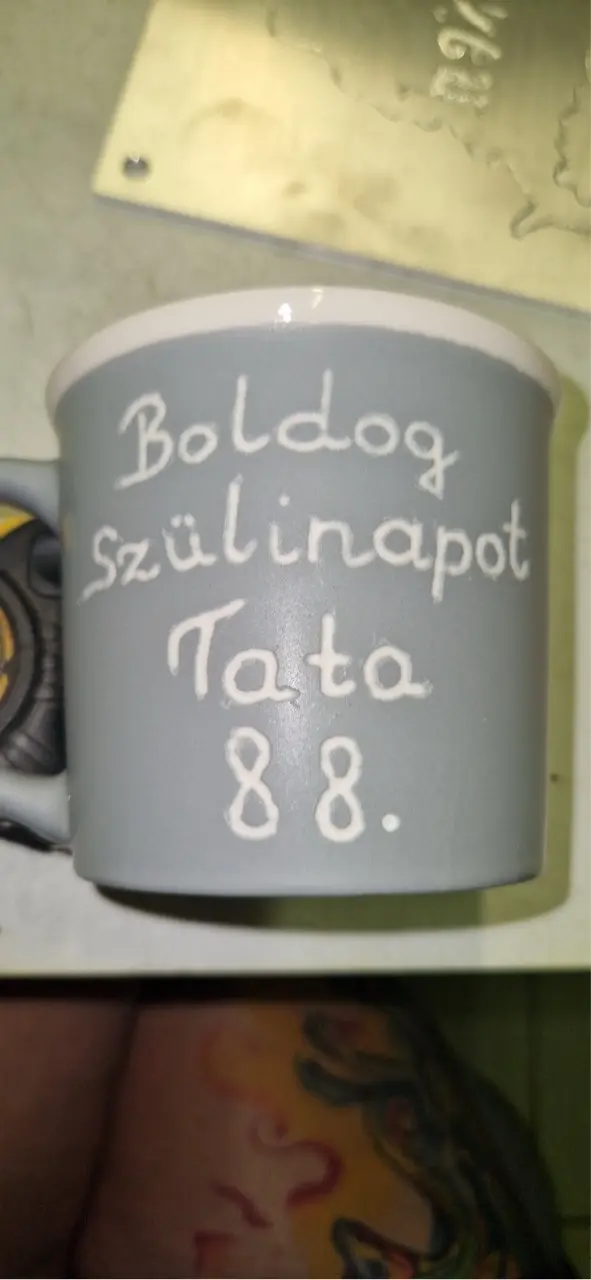 Boldog
Szülinapot
Tata
88.